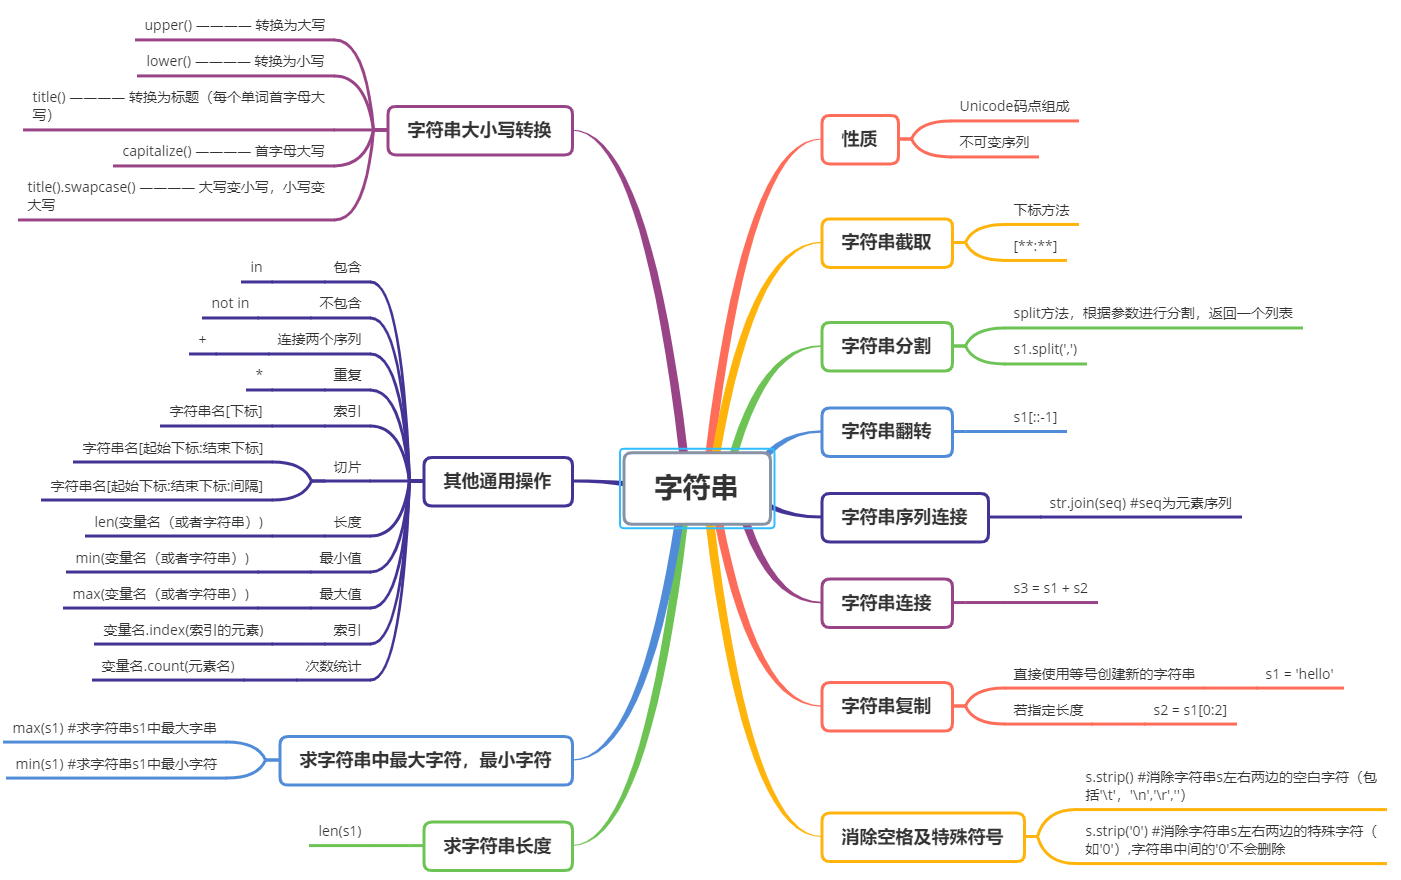 字符串
字符串大小写转换
upper() ———— 转换为大写
lower() ———— 转换为小写
title() ———— 转换为标题（每个单词首字母大
写）
capitalize() ———— 首字母大写
title().swapcase() ———— 大写变小写，小写变
大写
其他通用操作
in 包含
not in 不包含
+ 连接两个序列
* 重复
字符串名[下标] 索引
切片
字符串名[起始下标:结束下标]
字符串名[起始下标:结束下标:间隔]
len(变量名（或者字符串）) 长度
min(变量名（或者字符串）) 最小值
max(变量名（或者字符串）) 最大值
变量名.index(索引的元素) 索引
变量名.count(元素名) 次数统计
求字符串中最大字符，最小字符
max(s1) #求字符串s1中最大字串
min(s1) #求字符串s1中最小字符
求字符串长度
len(s1)
性质
Unicode码点组成
不可变序列
字符串截取
下标方法
[**:**]
字符串分割
split方法，根据参数进行分割，返回一个列表
s1.split(',')
字符串翻转
s1[::-1]
字符串序列连接
str.join(seq) #seq为元素序列
字符串连接
s3 = s1 + s2
字符串复制
直接使用等号创建新的字符串 s1 = 'hello'
若指定长度 s2 = s1[0:2]
消除空格及特殊符号
s.strip() #消除字符串s左右两边的空白字符（包
括'\t'，'\n','\r',''）
s.strip('0') #消除字符串s左右两边的特殊字符（
如'0'）,字符串中间的'0'不会删除